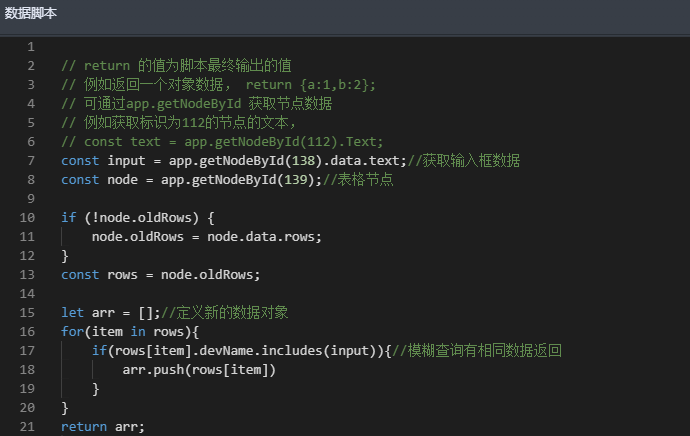 数据脚本
1
2 // return 的值为脚本最终输出的值
3 // 例如返回一个对象数据, return {a:1,b:2};
4 // 可通过app.getNodeById 获取节点数据
5 // 例如获取标识为112的节点的文本,
6 // const text = app.getNodeById(112).Text;
7 const input = app.getNodeById(138).data.text;//获取输入框数据
8 const node = app.getNodeById(139);//表格节点
9
10 if (!node.oldRows) {
11     node.oldRows = node.data.rows;
12 }
13 const rows = node.oldRows;
14
15 let arr = [];//定义新的数据对象
16 for(item in rows){
17     if(rows[item].devName.includes(input)){//模糊查询有相同数据返回
18         arr.push(rows[item])
19     }
20 }
21 return arr;